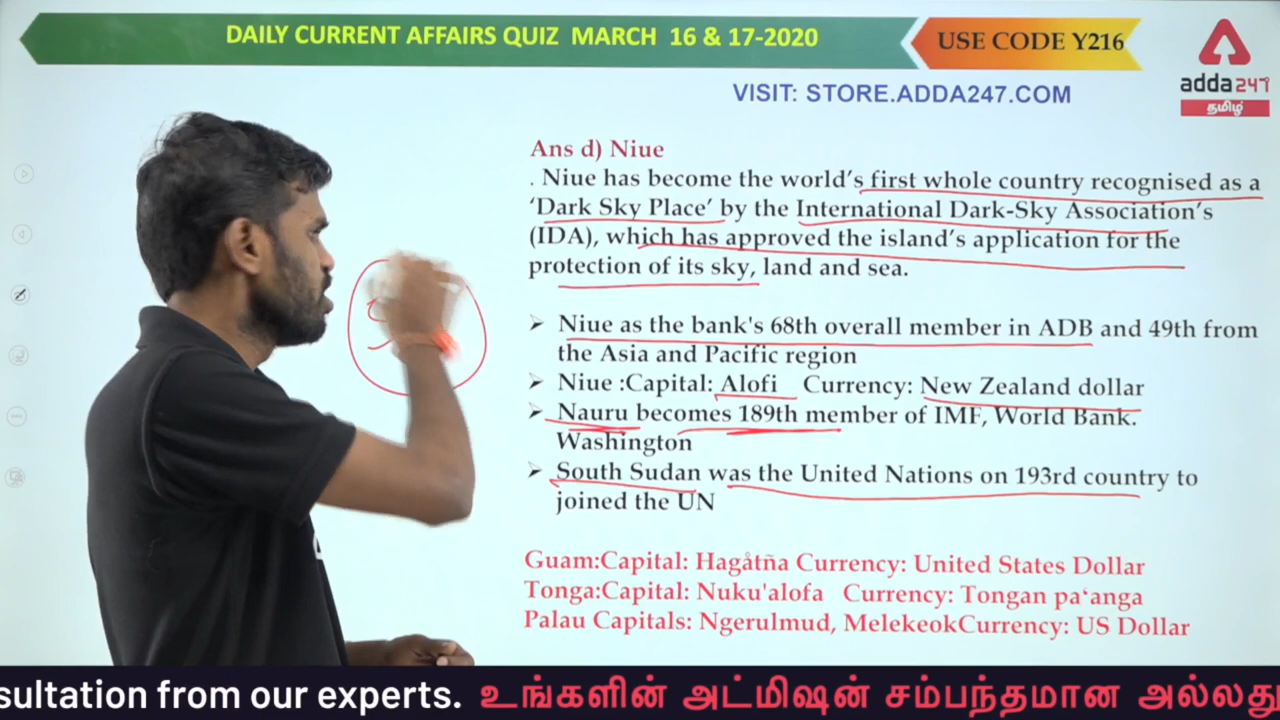 DAILY CURRENT AFFAIRS QUIZ MARCH 16 & 17-2020
USE CODE Y216
adda247
தமிழ்
VISIT: STORE.ADDA247.COM
Ans d) Niue
. Niue has become the world's first whole country recognised as a
‘Dark Sky Place’ by the International Dark-Sky Association's
(IDA), which has approved the island's application for the
protection of its sky, land and sea.
➢ Niue as the bank's 68th overall member in ADB and 49th from
the Asia and Pacific region
➢ Niue :Capital: Alofi Currency: New Zealand dollar
➢ Nauru becomes 189th member of IMF, World Bank.
Washington
➢ South Sudan was the United Nations on 193rd country to
joined the UN
Guam:Capital: Hagåtña Currency: United States Dollar
Tonga:Capital: Nuku'alofa Currency: Tongan paʻanga
Palau Capitals: Ngerulmud, MelekeokCurrency: US Dollar
sultation from our experts. உங்களின் அட்மிஷன் சம்பந்தமான அல்லது